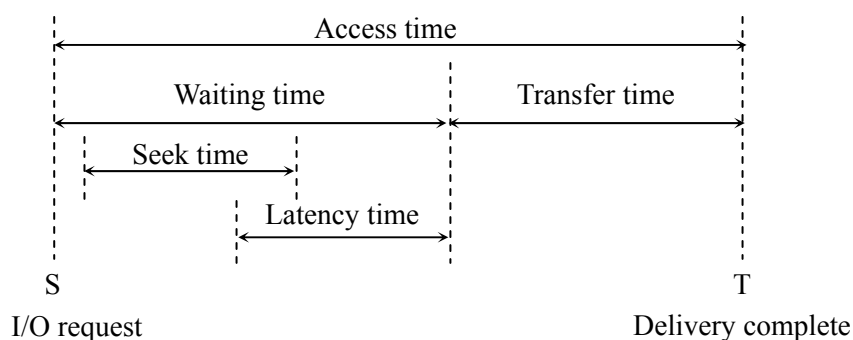 Access time
Waiting time Transfer time
Seek time
Latency time
S T
I/O request Delivery complete